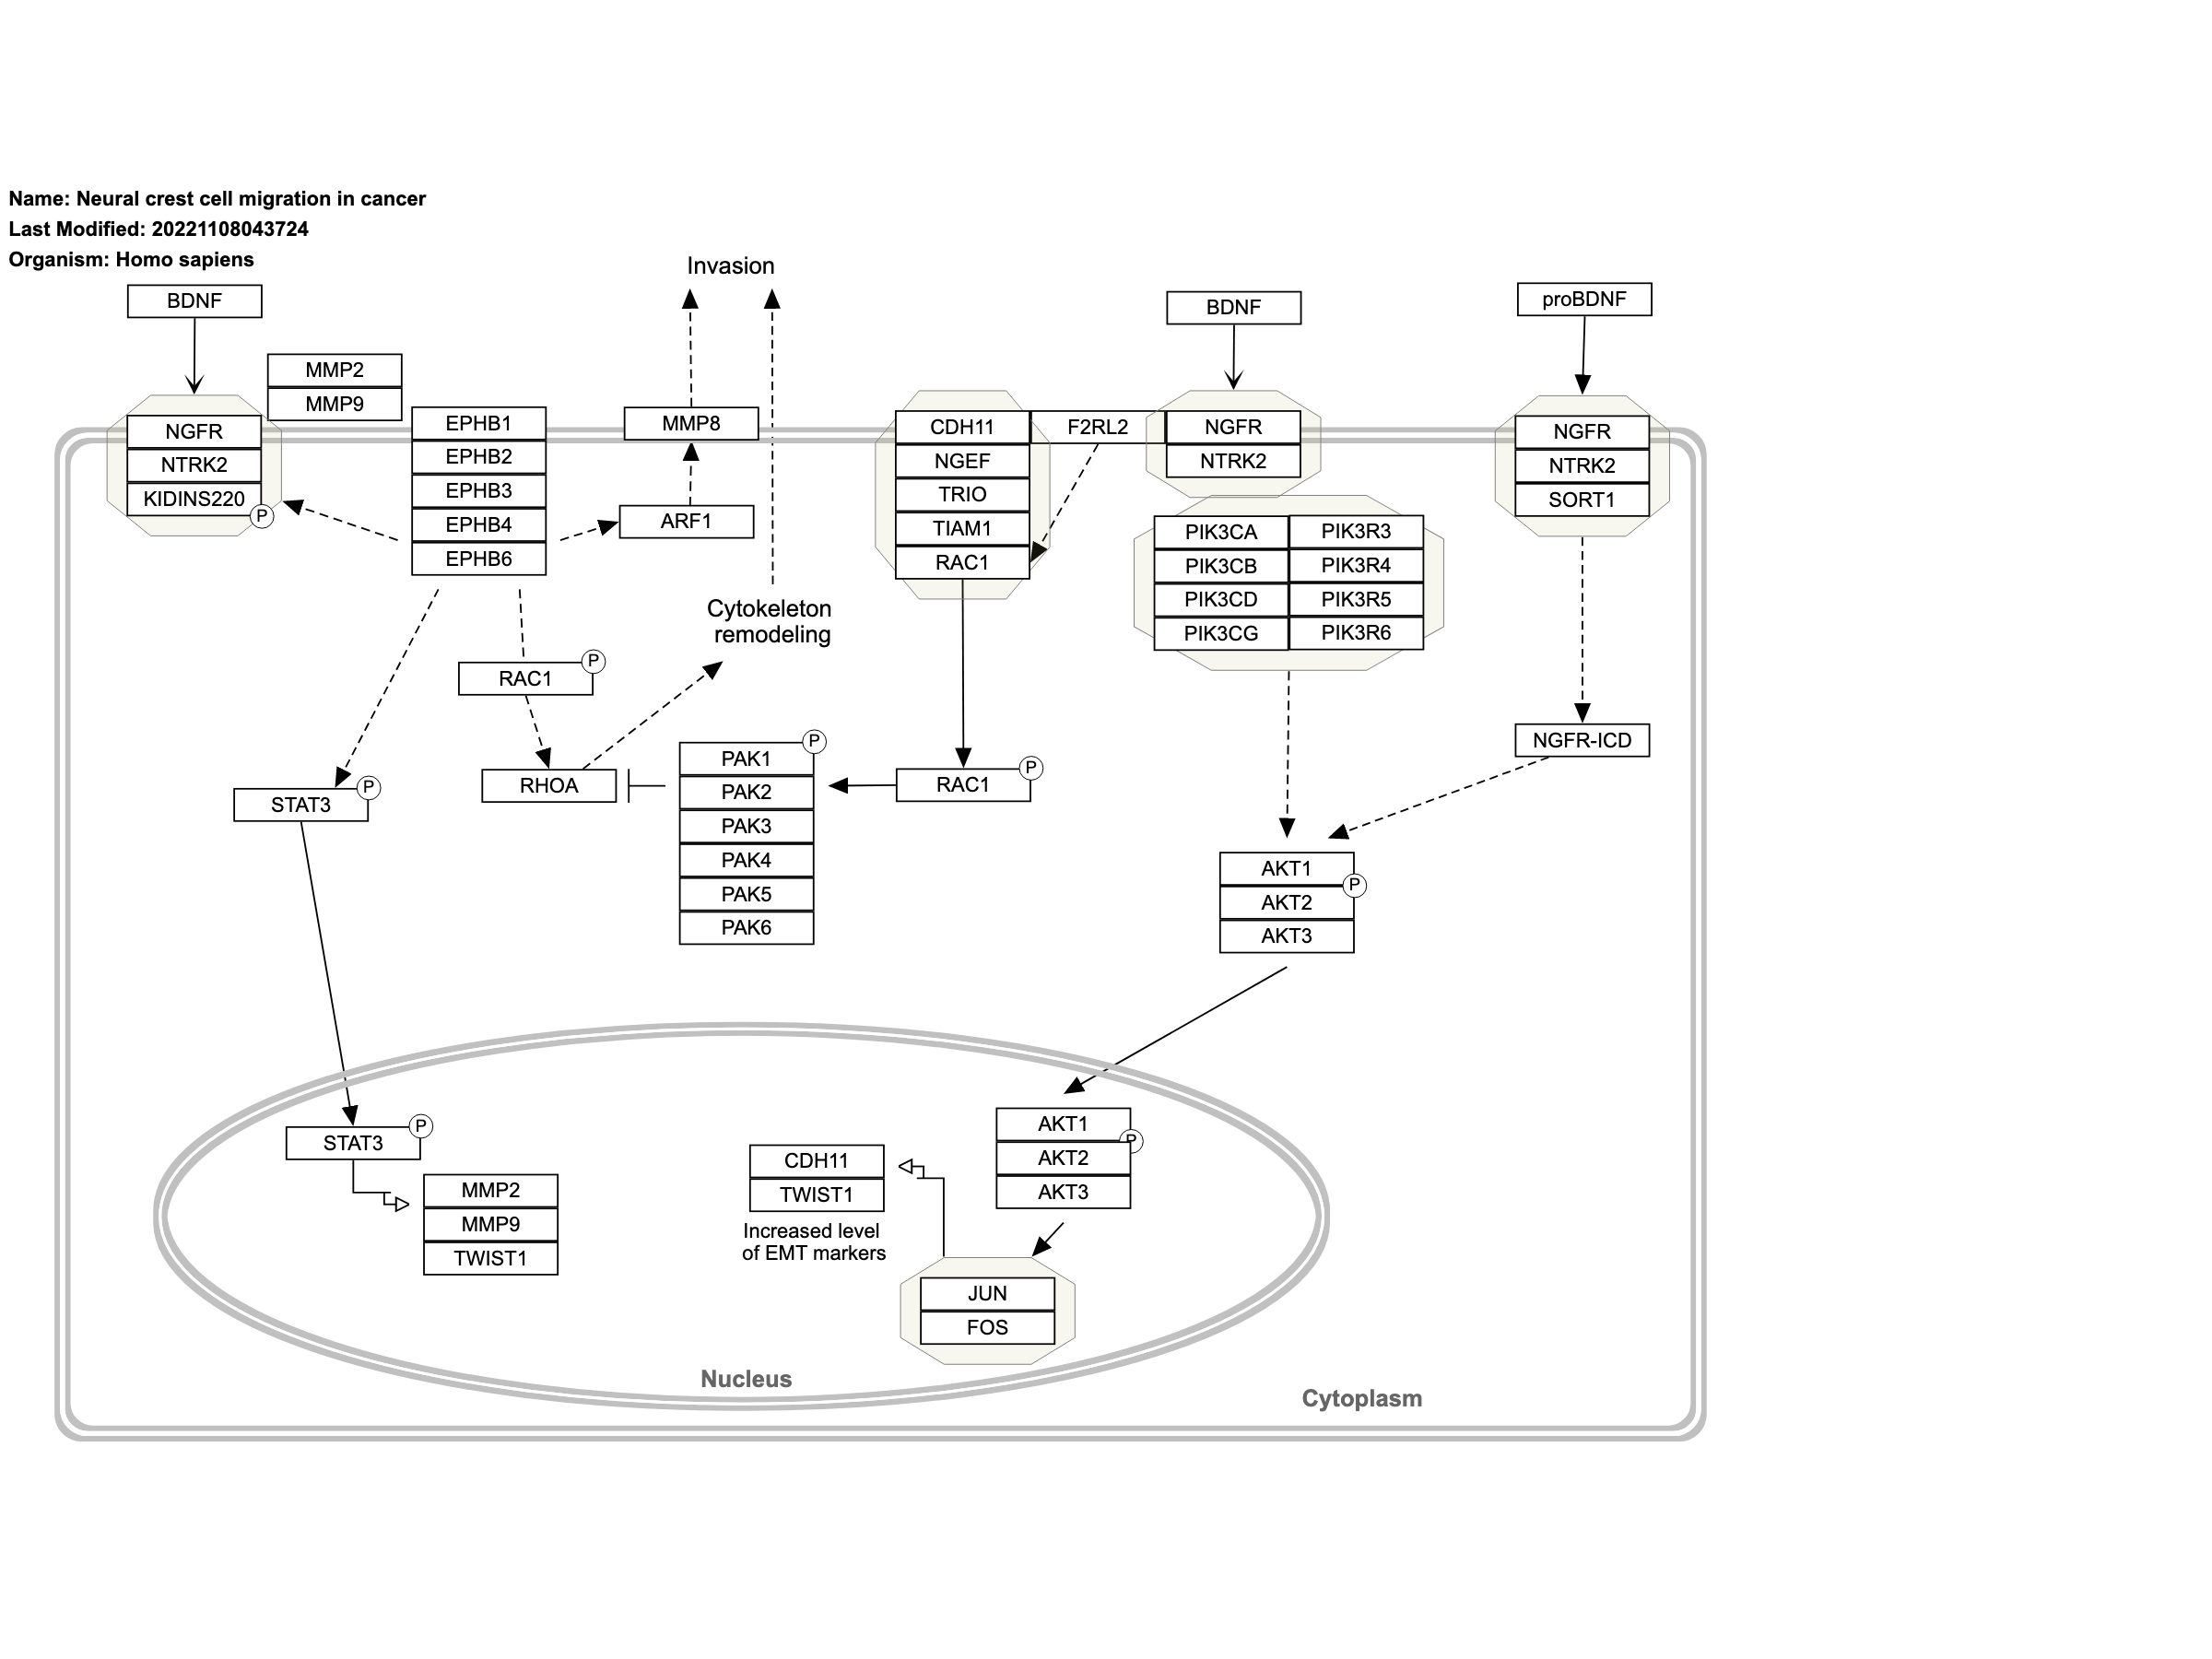 Name: Neural crest cell migration in cancer
Last Modified: 20221108043724
Organism: Homo sapiens
Invasion
BDNF
BDNF
proBDNF
MMP2
MMP9
NGFR
NTRK2
KIDINS220
P
EPHB1
EPHB2
EPHB3
EPHB4
EPHB6
MMP8
ARF1
CDH11
NGEF
TRIO
TIAM1
RAC1
F2RL2
NGFR
NTRK2
NGFR
NTRK2
SORT1
PIK3CA
PIK3CB
PIK3CD
PIK3CG
PIK3R3
PIK3R4
PIK3R5
PIK3R6
Cytokeleton
remodeling
RAC1
P
STAT3
P
RHOA
PAK1
PAK2
PAK3
PAK4
PAK5
PAK6
P
RAC1
P
NGFR-ICD
AKT1
AKT2
AKT3
P
STAT3
P
MMP2
MMP9
TWIST1
CDH11
TWIST1
Increased level
of EMT markers
AKT1
AKT2
AKT3
P
JUN
FOS
Nucleus
Cytoplasm